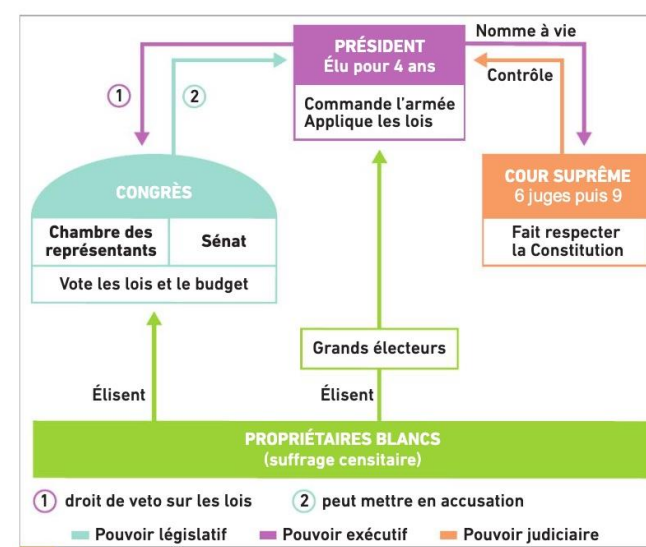 Nomme à vie
PRÉSIDENT
Élu pour 4 ans
Commande l'armée
Applique les lois
Contrôle
1
2
CONGRÈS
Chambre des
représentants
Sénat
Vote les lois et le budget
COUR SUPRÊME
6 juges puis 9
Fait respecter
la Constitution
Grands électeurs
Élisent
Élisent
PROPRIÉTAIRES BLANCS
(suffrage censitaire)
1 droit de veto sur les lois
2 peut mettre en accusation
Pouvoir législatif
Pouvoir exécutif
Pouvoir judiciaire